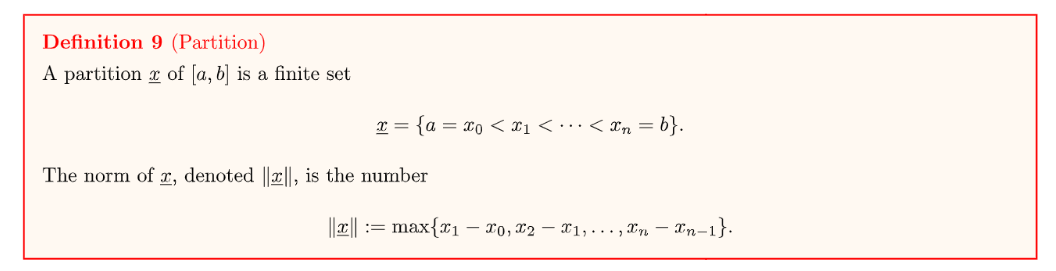 Definition 9 (Partition)
A partition x̲ of [a, b] is a finite set
x̲ = {a = x₀ < x₁ < ⋯ < xₙ = b}.
The norm of x̲, denoted ‖x̲‖, is the number
‖x̲‖ := max{x₁ − x₀, x₂ − x₁, . . . , xₙ − xₙ₋₁}.